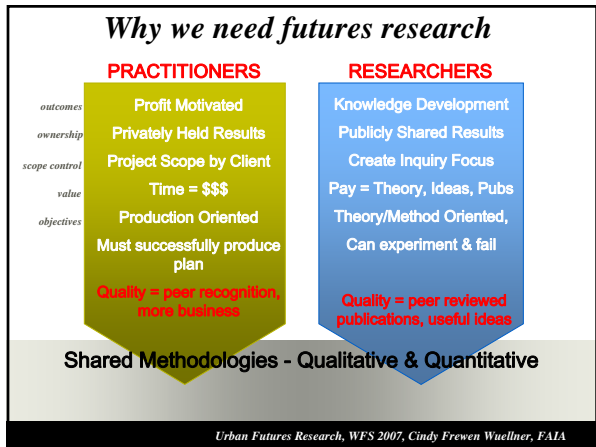 Why we need futures research
PRACTITIONERS
RESEARCHERS
outcomes
ownership
scope control
value
objectives
Profit Motivated
Privately Held Results
Project Scope by Client
Time = $$$
Production Oriented
Must successfully produce
plan
Quality = peer recognition,
more business
Knowledge Development
Publicly Shared Results
Create Inquiry Focus
Pay = Theory, Ideas, Pubs
Theory/Method Oriented,
Can experiment & fail
Quality = peer reviewed
publications, useful ideas
Shared Methodologies - Qualitative & Quantitative
Urban Futures Research, WFS 2007, Cindy Frewen Wuellner, FAIA